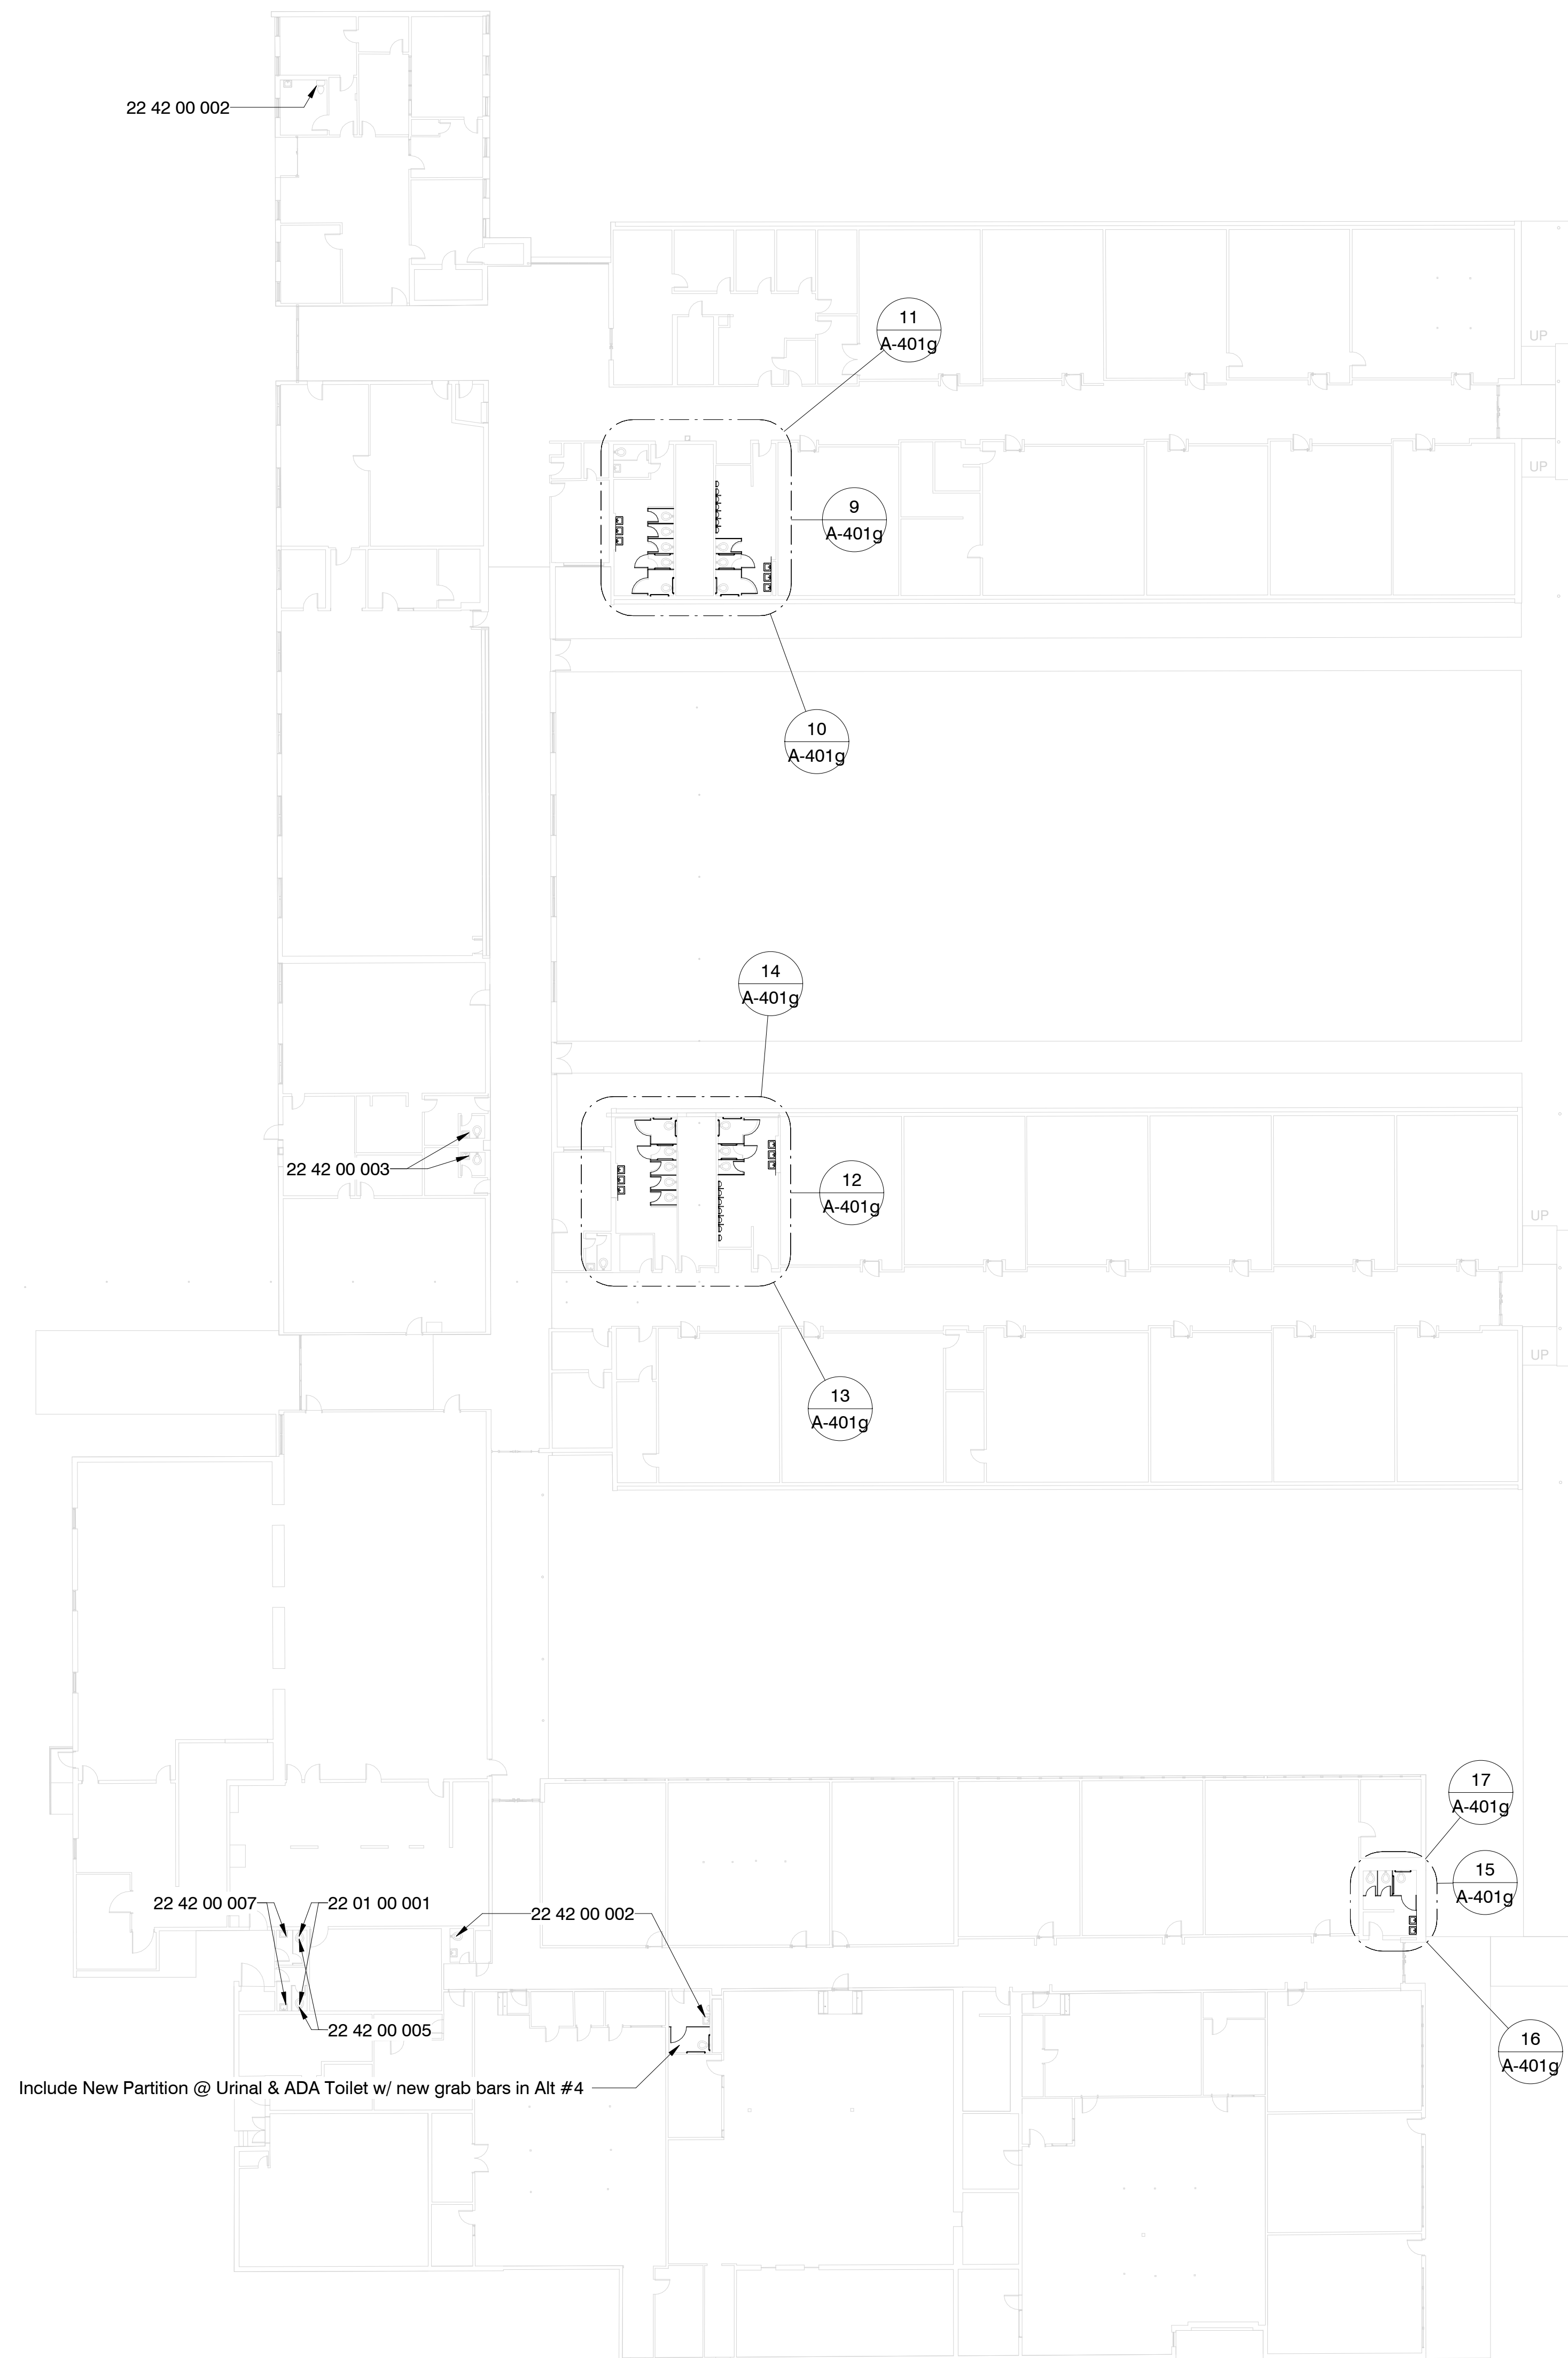 22 42 00 002
11
A-401g
UP
9
A-401g
UP
10
A-401g
14
A-401g
22 42 00 003
12
A-401g
UP
13
A-401g
UP
17
A-401g
15
A-401g
22 42 00 007
22 01 00 001
22 42 00 002
22 42 00 005
16
A-401g
Include New Partition @ Urinal & ADA Toilet w/ new grab bars in Alt #4